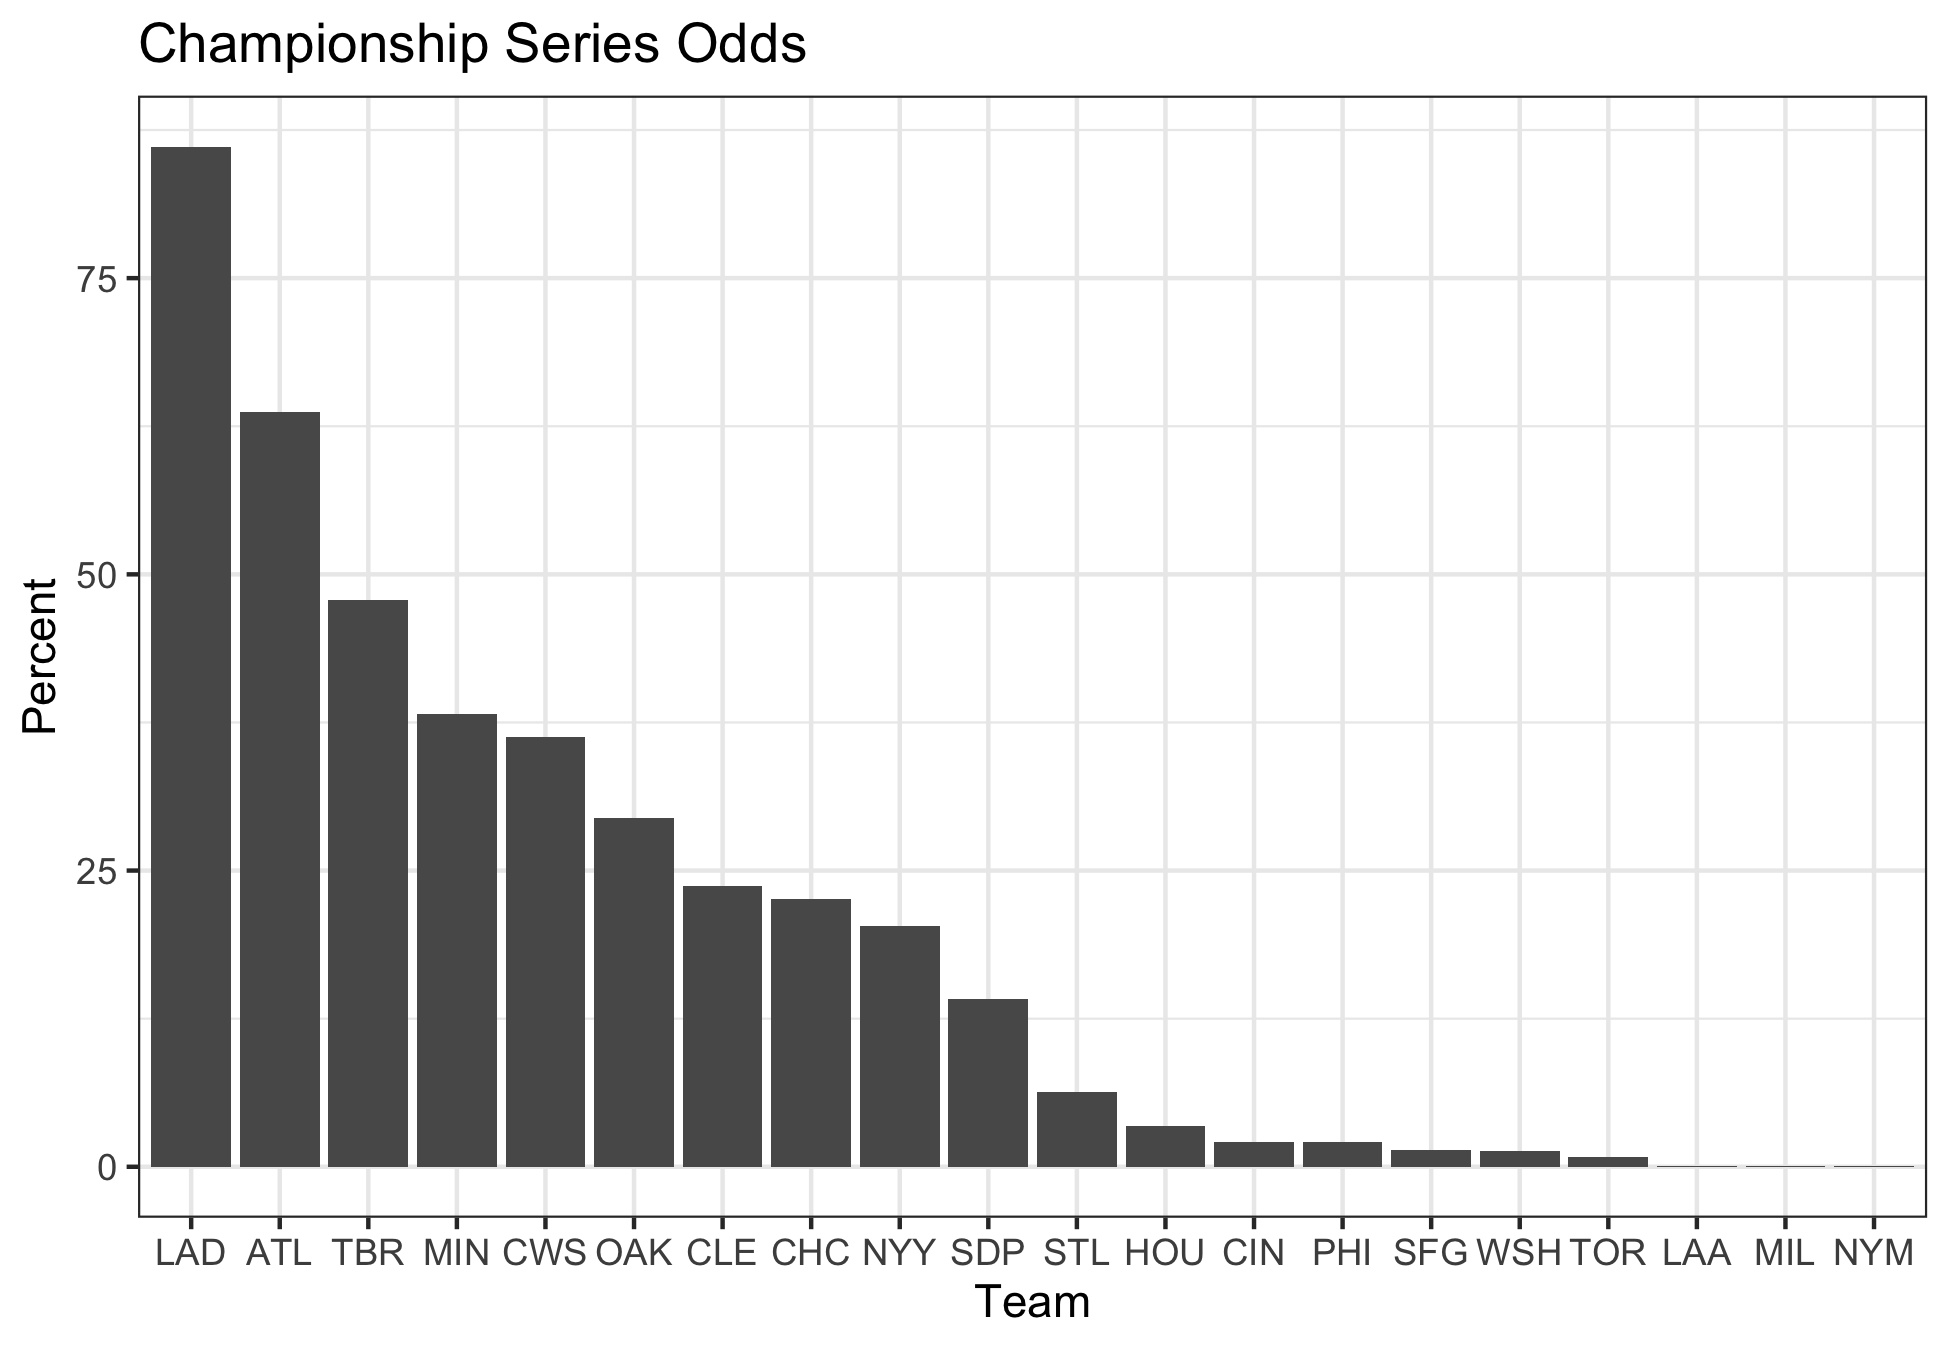 Championship Series Odds
Percent
75
50
25
0
LAD ATL TBR MIN CWS OAK CLE CHC NYY SDP STL HOU CIN PHI SFG WSH TOR LAA MIL NYM
Team